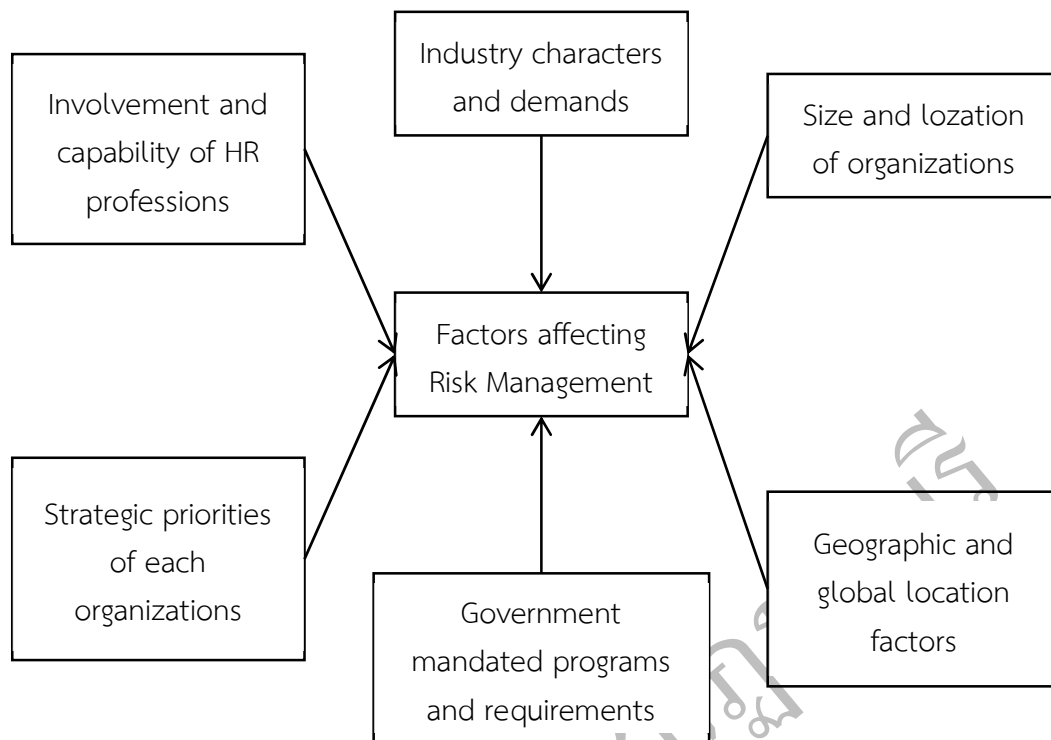 Industry characters
and demands
Involvement and
capability of HR
professions
Size and lozation
of organizations
Factors affecting
Risk Management
Strategic priorities
of each
organizations
Geographic and
global location
factors
Government
mandated programs
and requirements